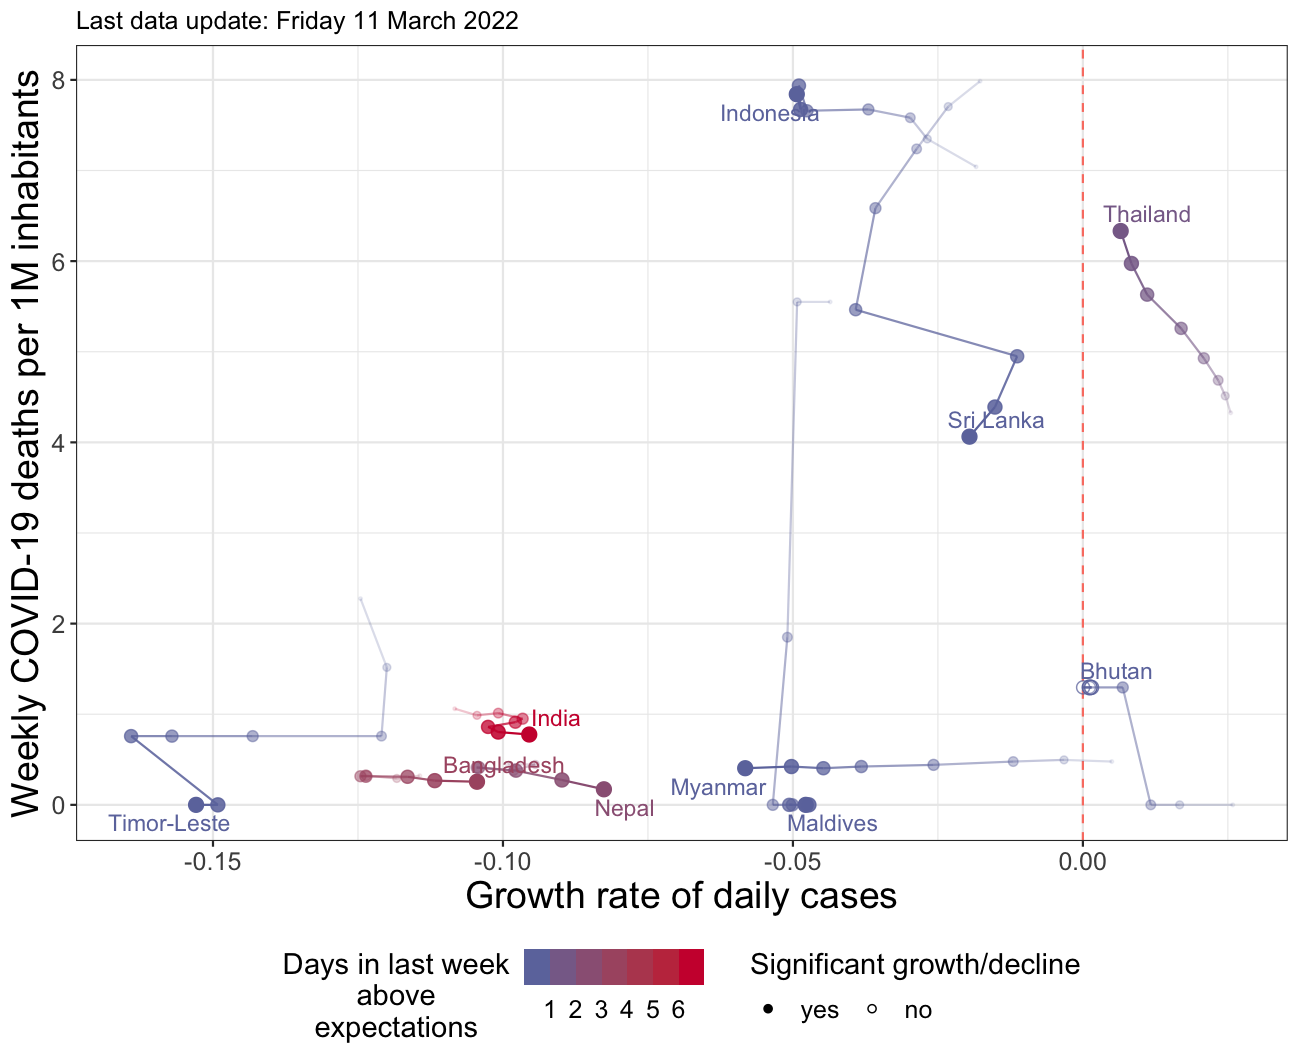 Last data update: Friday 11 March 2022
Weekly COVID-19 deaths per 1M inhabitants
8
6
4
2
0
Indonesia
Thailand
Sri Lanka
Bhutan
India
Bangladesh
Myanmar
Nepal
Timor-Leste
Maldives
-0.15 -0.10 -0.05 0.00
Growth rate of daily cases
Days in last week
above
expectations
1 2 3 4 5 6
Significant growth/decline
yes no